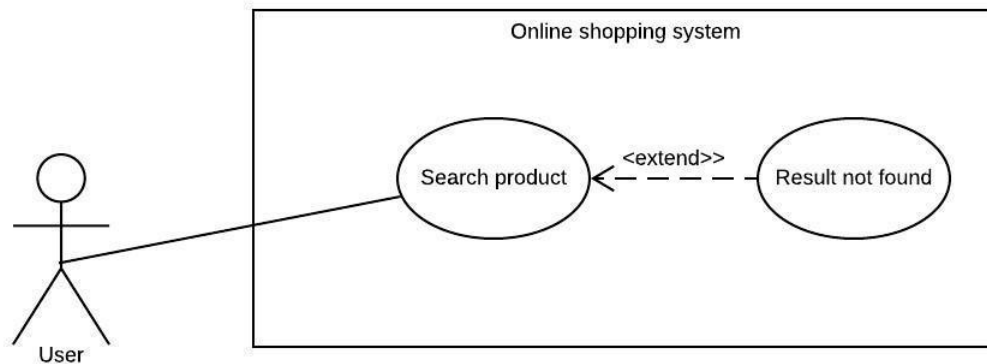 Online shopping system
Search product
<extend>>
Result not found
User